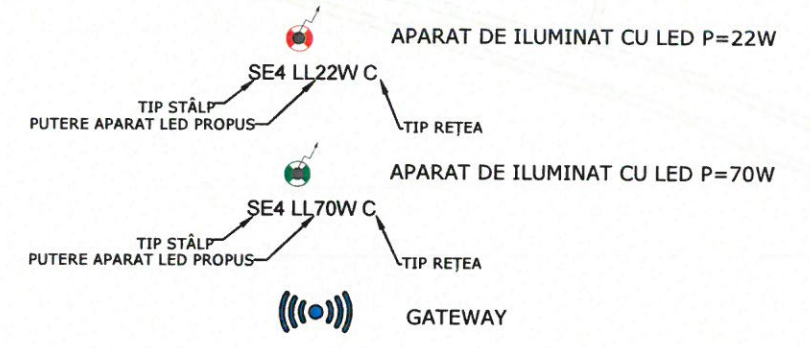 APARAT DE ILUMINAT CU LED P=22W
SE4 LL22W C
TIP STÂLP
PUTERE APARAT LED PROPUS
TIP REȚEA
APARAT DE ILUMINAT CU LED P=70W
SE4 LL70W C
TIP STÂLP
PUTERE APARAT LED PROPUS
TIP REȚEA
GATEWAY